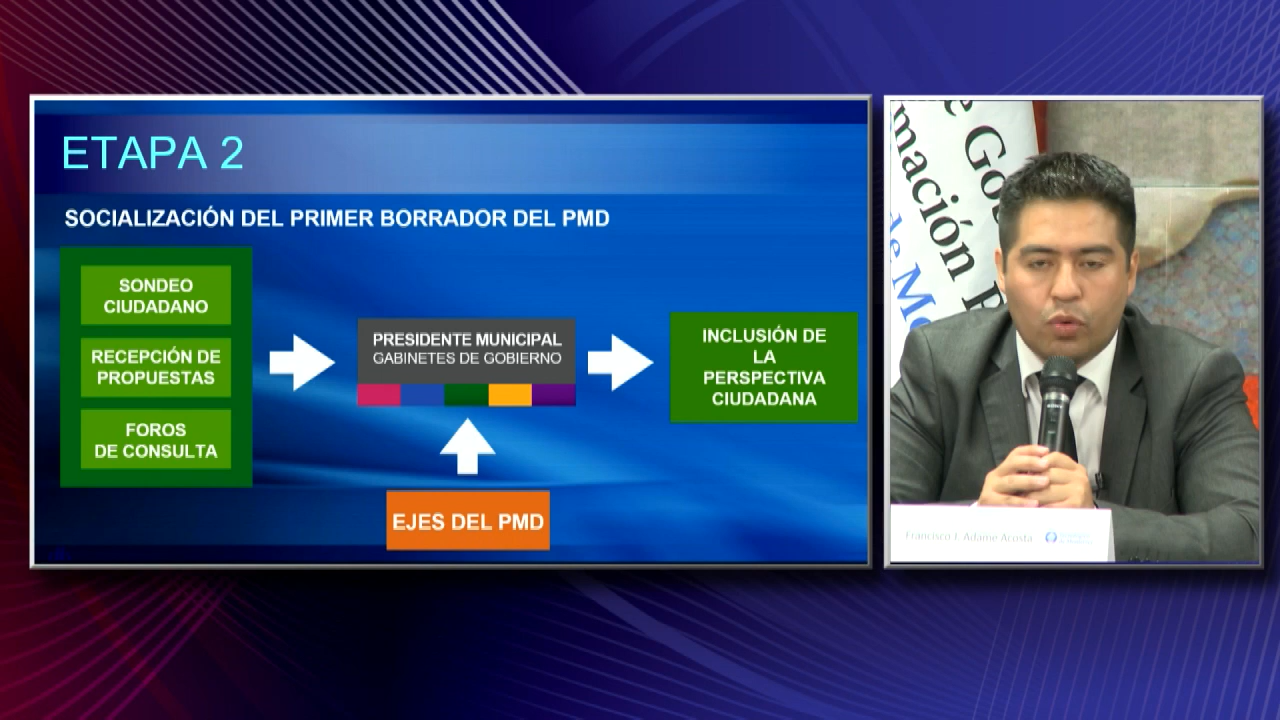 ETAPA 2
SOCIALIZACIÓN DEL PRIMER BORRADOR DEL PMD
SONDEO
CIUDADANO
RECEPCIÓN DE
PROPUESTAS
FOROS
DE CONSULTA
PRESIDENTE MUNICIPAL
GABINETES DE GOBIERNO
INCLUSIÓN DE
LA
PERSPECTIVA
CIUDADANA
EJES DEL PMD
e Go
mación
de Mo
Francisco J. Adame Acosta